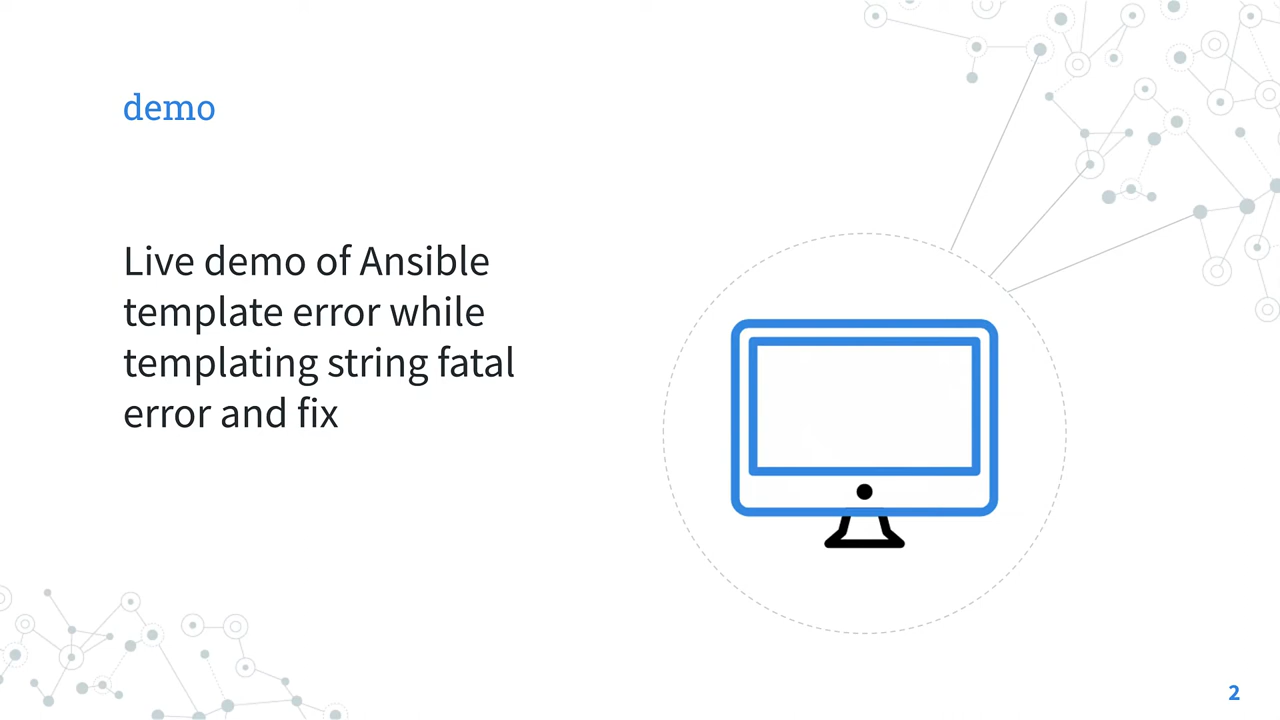 demo
Live demo of Ansible
template error while
templating string fatal
error and fix
2